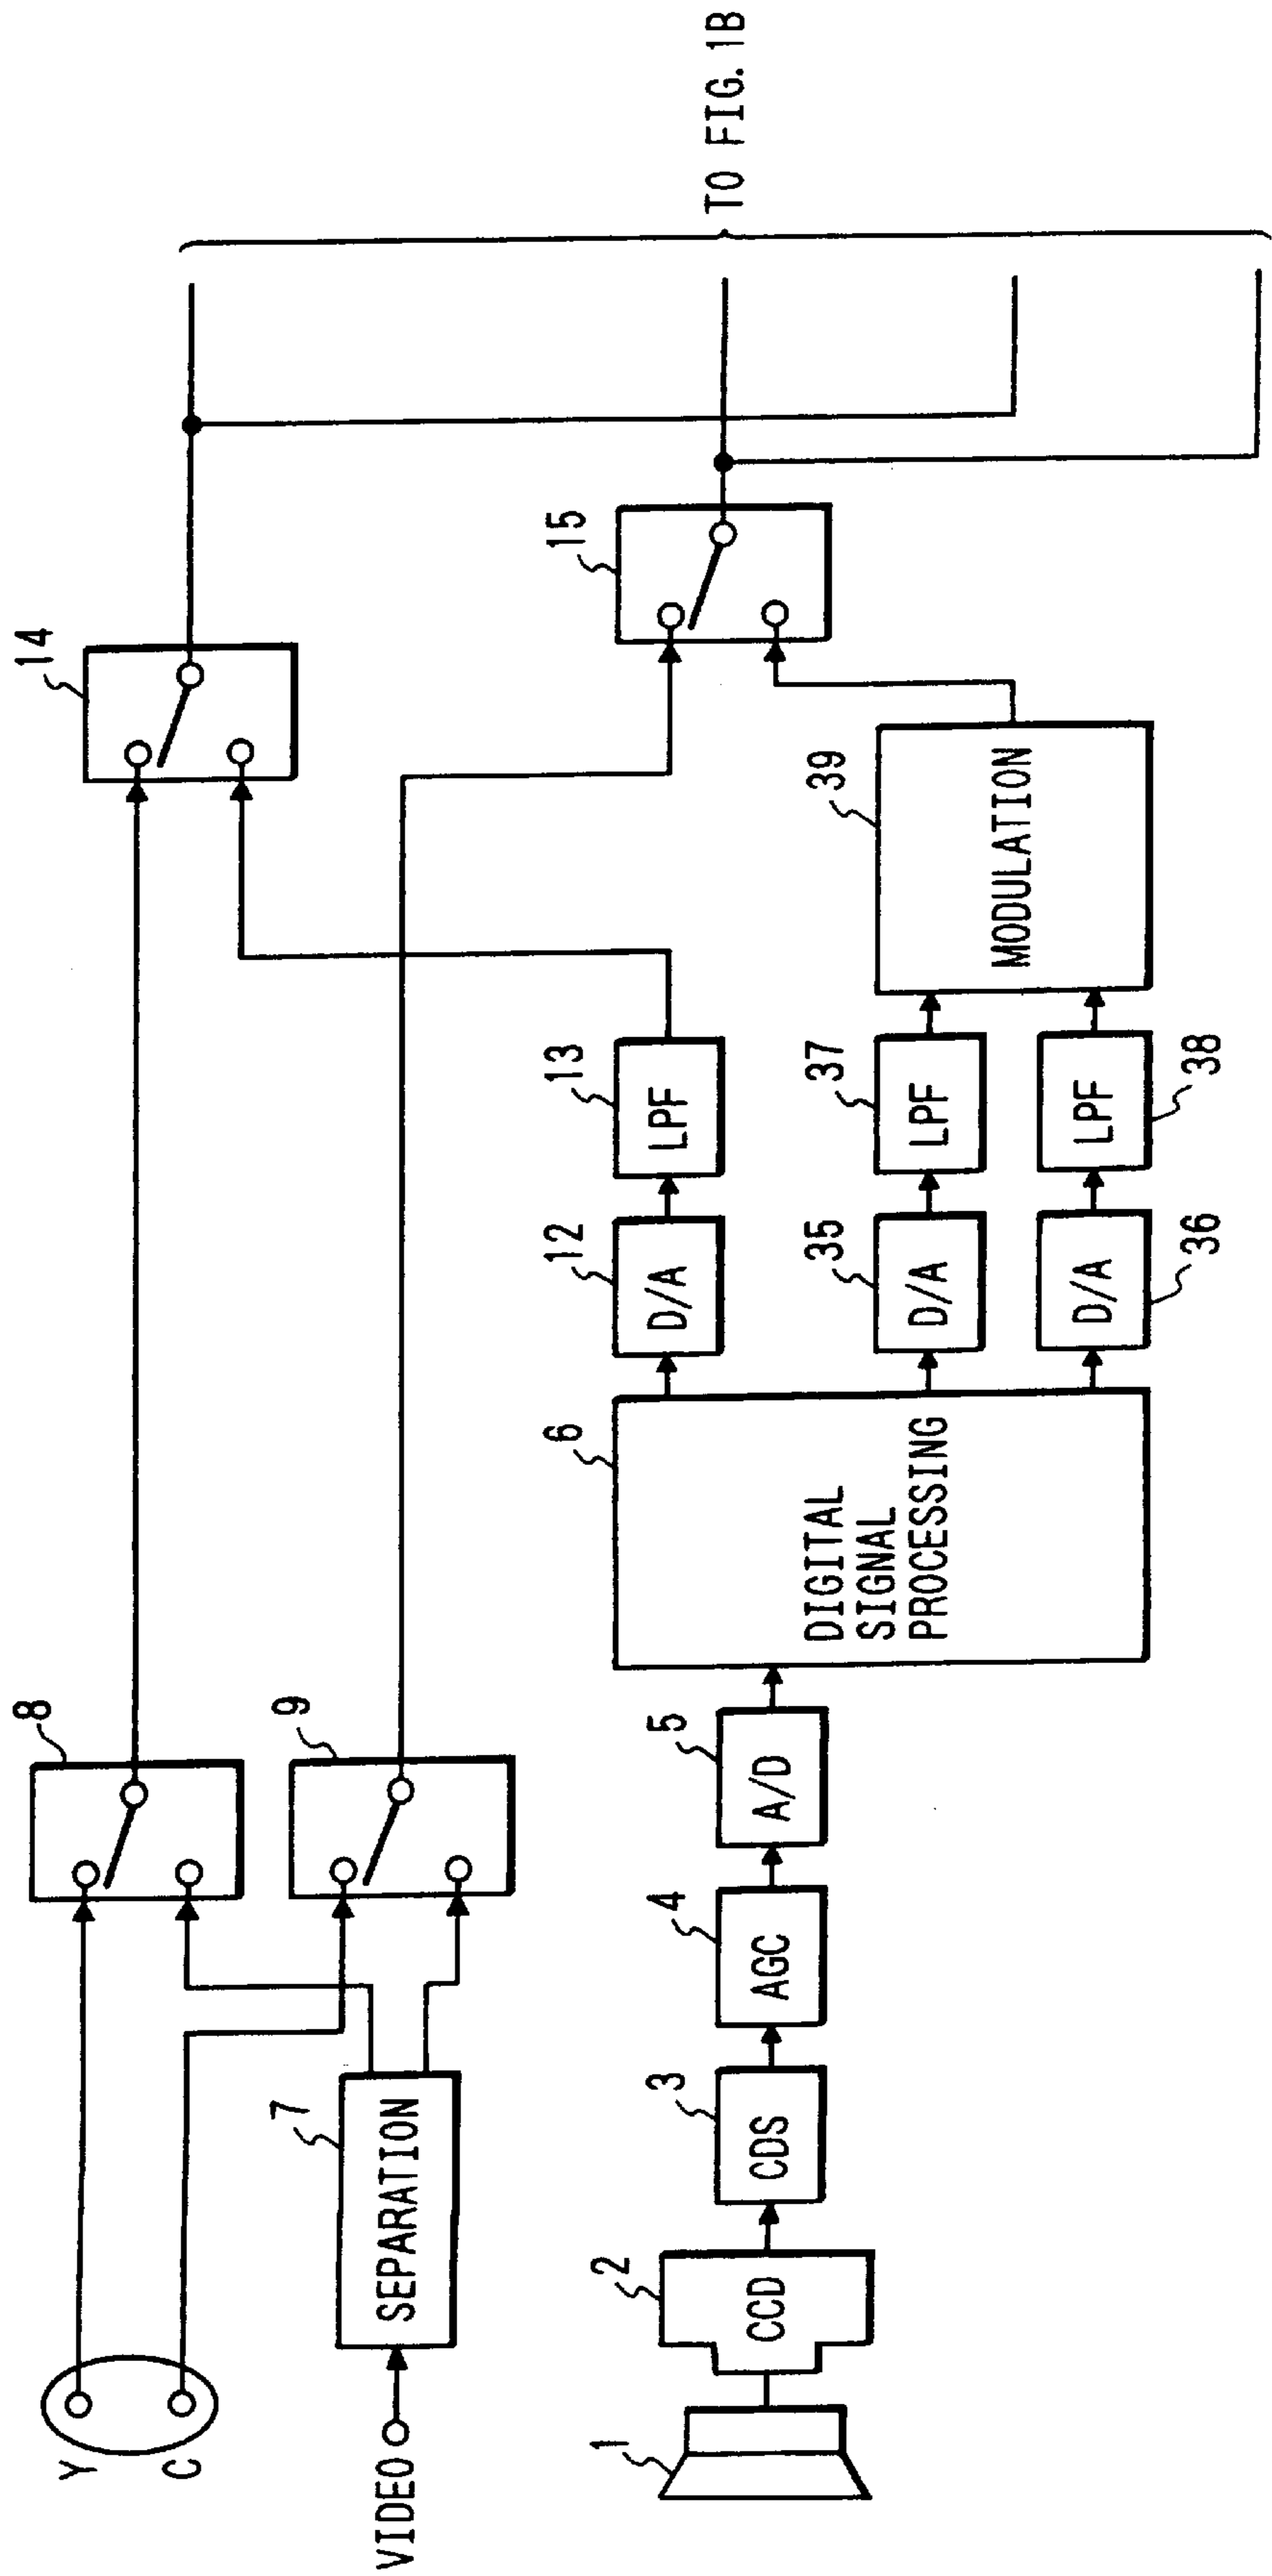 Y
C
VIDEO
7
SEPARATION
8
9
14
15
TO FIG. 1B
1
2
CCD
3
CDS
4
AGC
5
A/D
6
DIGITAL
SIGNAL
PROCESSING
12
D/A
13
LPF
35
D/A
37
LPF
36
D/A
38
LPF
39
MODULATION